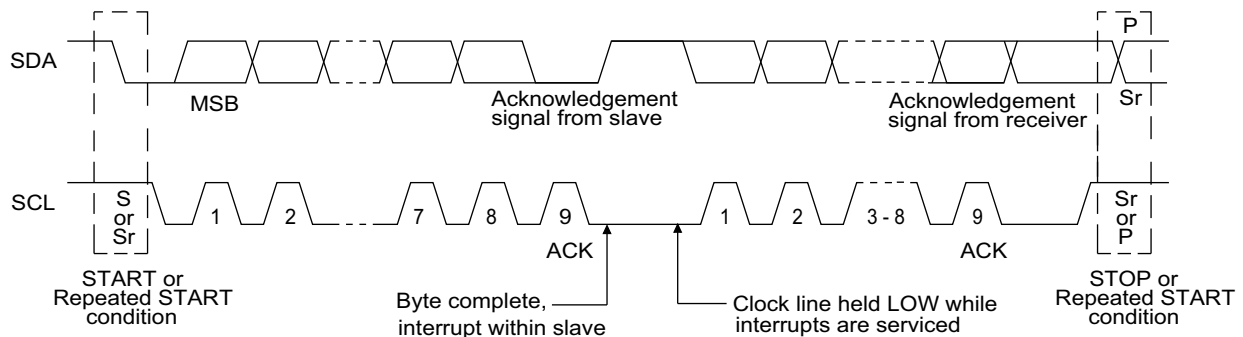 P
SDA
MSB
Acknowledgement
signal from slave
Acknowledgement
signal from receiver
Sr
SCL
S
or
Sr
1
2
7
8
9
1
2
3 - 8
9
Sr
or
P
ACK
ACK
START or
Repeated START
condition
Byte complete,
interrupt within slave
Clock line held LOW while
interrupts are serviced
STOP or
Repeated START
condition